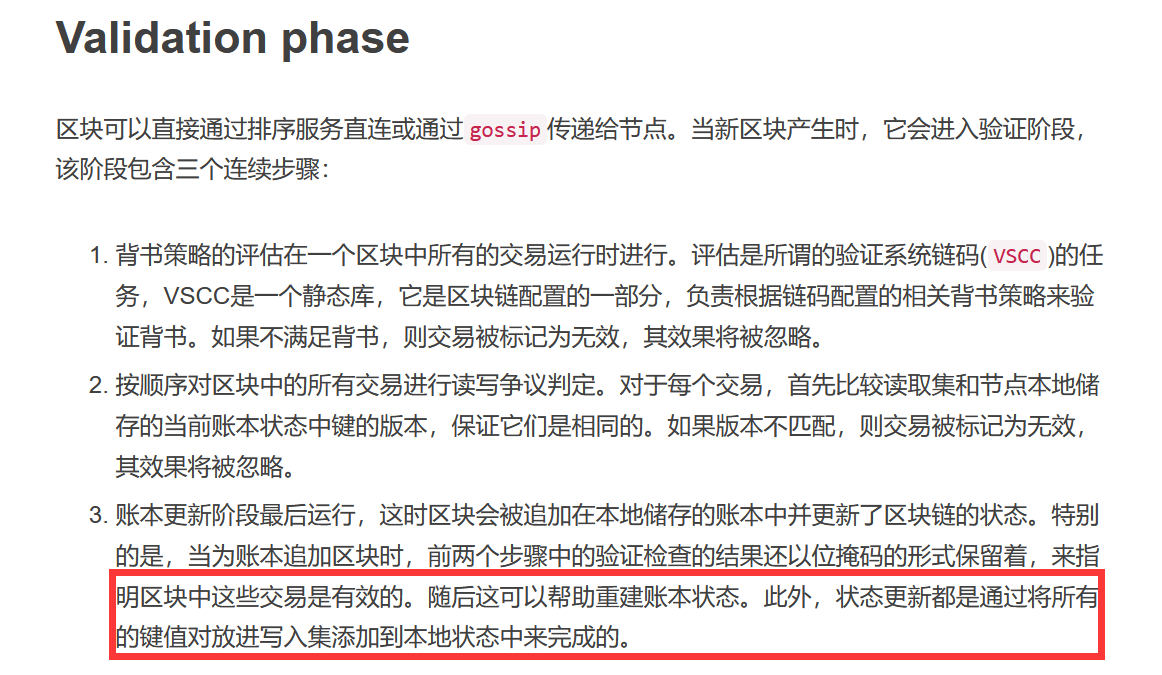 Validation phase
区块可以直接通过排序服务直连或通过gossip传递给节点。当新区块产生时，它会进入验证阶段，
该阶段包含三个连续步骤：
1. 背书策略的评估在一个区块中所有的交易运行时进行。评估是所谓的验证系统链码(VSCC)的任
务，VSCC是一个静态库，它是区块链配置的一部分，负责根据链码配置的相关背书策略来验
证背书。如果不满足背书，则交易被标记为无效，其效果将被忽略。
2. 按顺序对区块中的所有交易进行读写争议判定。对于每个交易，首先比较读取集和节点本地储
存的当前账本状态中键的版本，保证它们是相同的。如果版本不匹配，则交易被标记为无效，
其效果将被忽略。
3. 账本更新阶段最后运行，这时区块会被追加在本地储存的账本中并更新了区块链的状态。特别
的是，当为账本追加区块时，前两个步骤中的验证检查的结果还以位掩码的形式保留着，来指
明区块中这些交易是有效的。随后这可以帮助重建账本状态。此外，状态更新都是通过将所有
的键值对放进写入集添加到本地状态中来完成的。